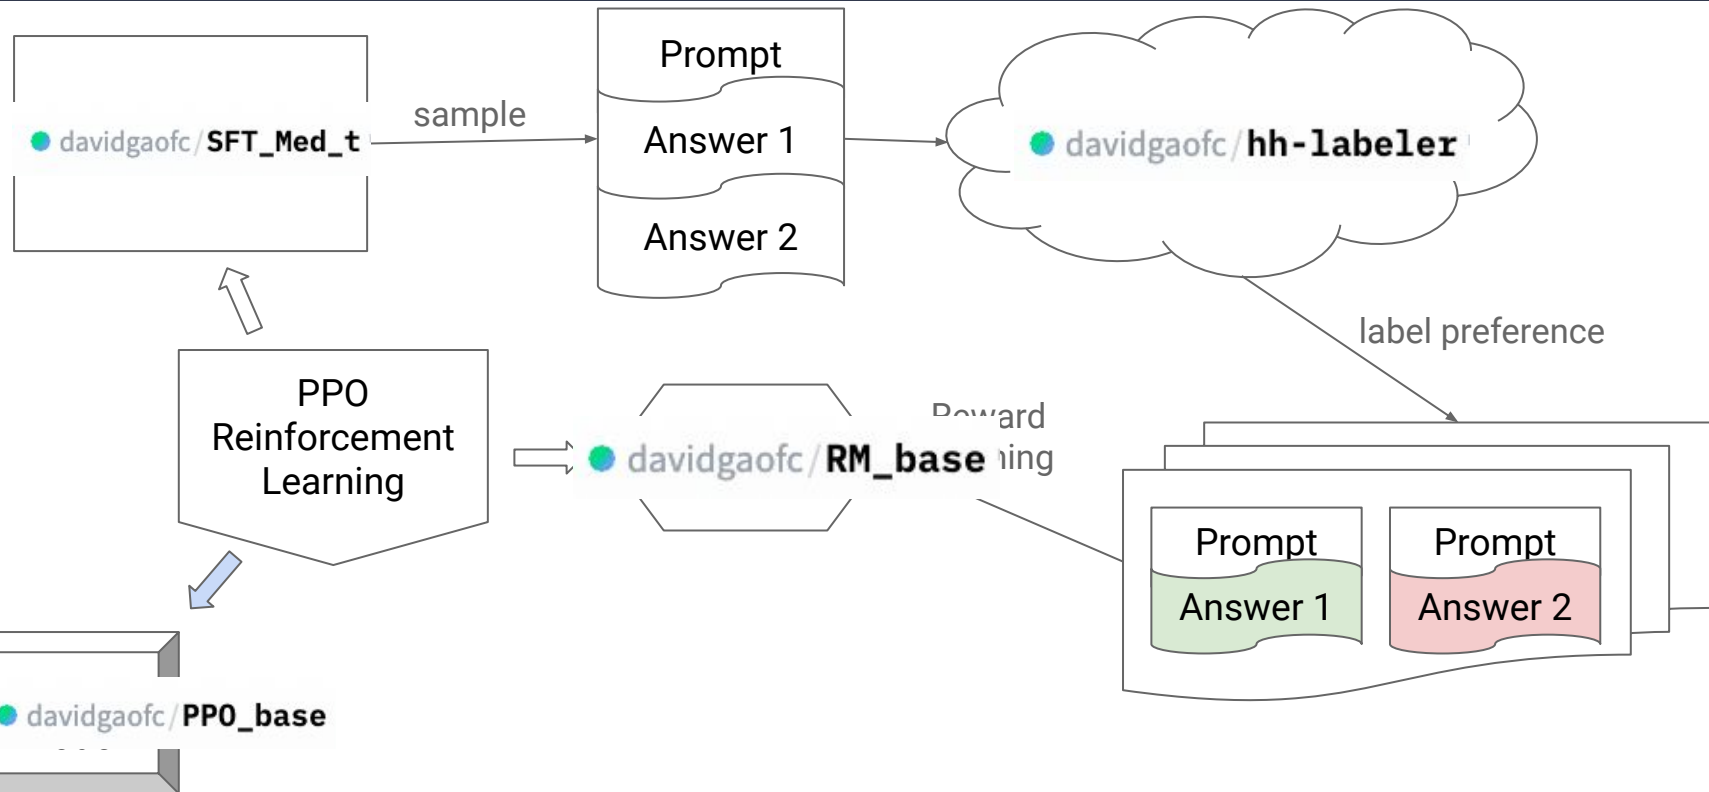 Prompt
sample
davidgaofc/SFT_Med_t
Answer 1
davidgaofc/hh-labeler
Answer 2
label preference
PPO
Reinforcement
Learning
davidgaofc/RM_base
Prompt
Answer 1
Prompt
Answer 2
davidgaofc/PPO_base